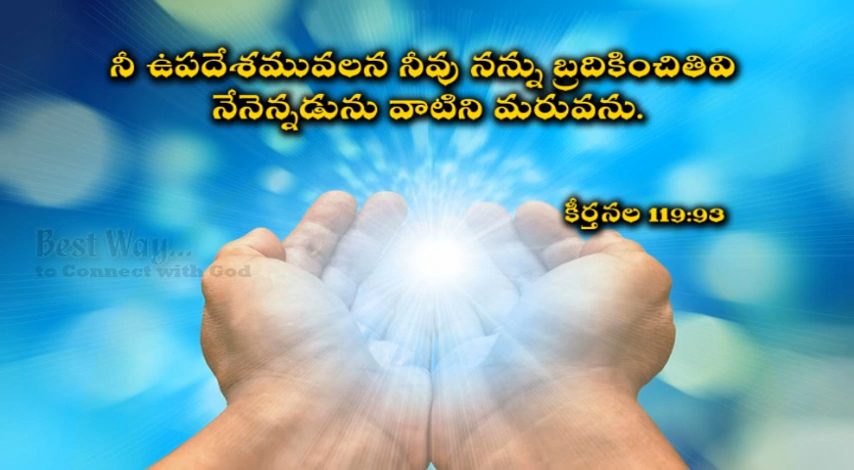 నీ ఉపదేశమువలన నీవు నన్ను బ్రదికించితివి
నేనెన్నడును వాటిని మరువను.
కీర్తనల 119:93
Best Way...
to Connect with God